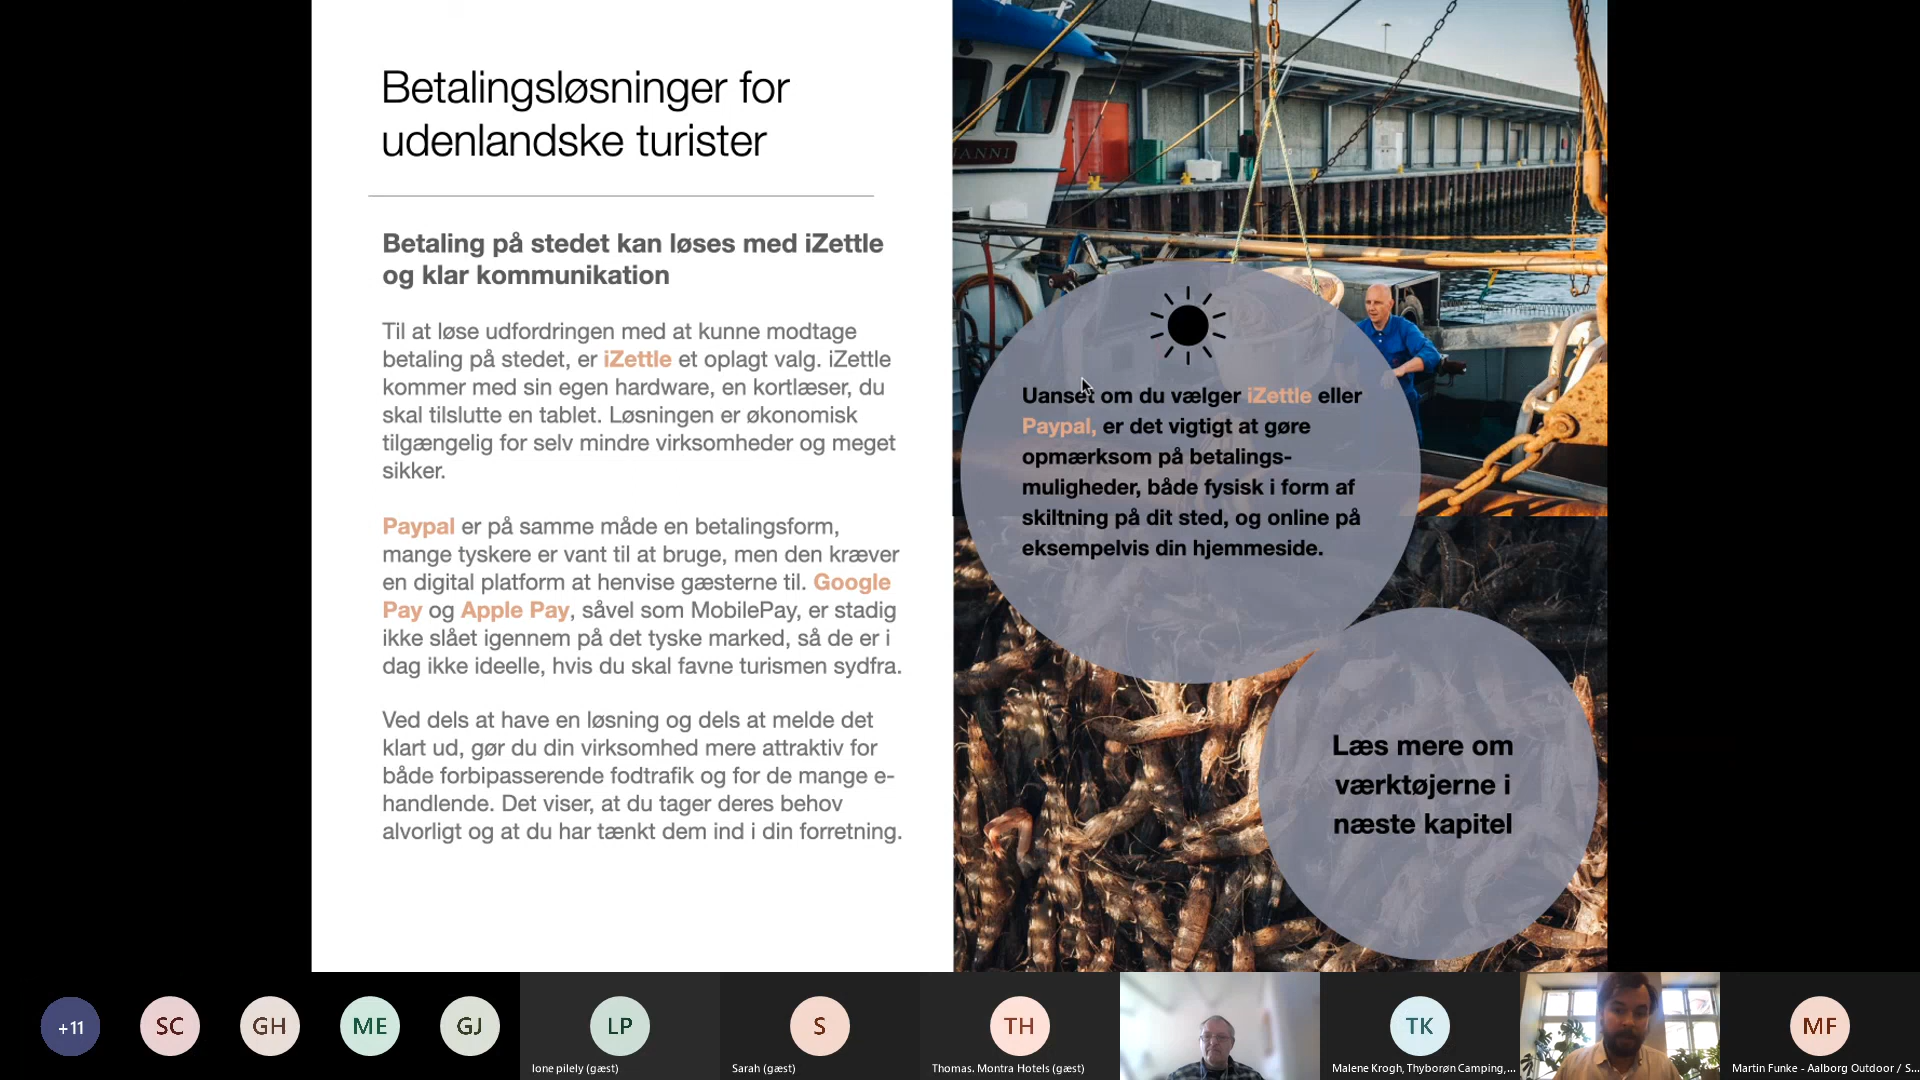 Betalingsløsninger for
udenlandske turister
Betaling på stedet kan løses med iZettle
og klar kommunikation
Til at løse udfordringen med at kunne modtage
betaling på stedet, er iZettle et oplagt valg. iZettle
kommer med sin egen hardware, en kortlæser, du
skal tilslutte en tablet. Løsningen er økonomisk
tilgængelig for selv mindre virksomheder og meget
sikker.
Paypal er på samme måde en betalingsform,
mange tyskere er vant til at bruge, men den kræver
en digital platform at henvise gæsterne til. Google
Pay og Apple Pay, såvel som MobilePay, er stadig
ikke slået igennem på det tyske marked, så de er i
dag ikke ideelle, hvis du skal favne turismen sydfra.
Ved dels at have en løsning og dels at melde det
klart ud, gør du din virksomhed mere attraktiv for
både forbipasserende fodtrafik og for de mange e-
handlende. Det viser, at du tager deres behov
alvorligt og at du har tænkt dem ind i din forretning.
ANNI
Uanset om du vælger iZettle eller
Paypal, er det vigtigt at gøre
opmærksom på betalings-
muligheder, både fysisk i form af
skiltning på dit sted, og online på
eksempelvis din hjemmeside.
Læs mere om
værktøjerne i
næste kapitel
+11
SC
GH
ME
GJ
LP
lone pilely (gæst)
S
Sarah (gæst)
TH
Thomas. Montra Hotels (gæst)
TK
Malene Krogh, Thyborøn Camping,...
MF
Martin Funke - Aalborg Outdoor / S...